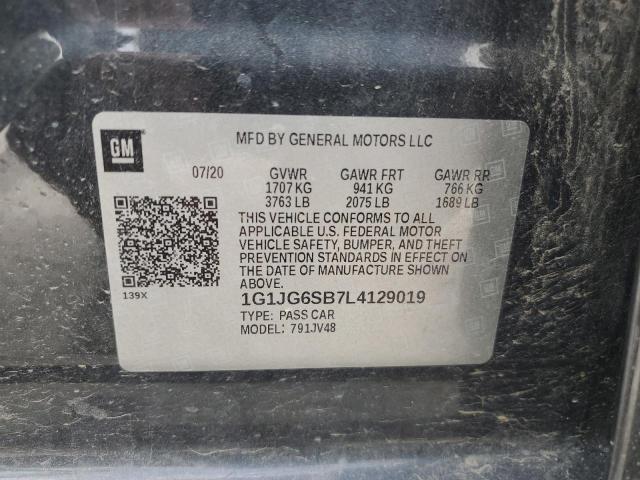 GM
MFD BY GENERAL MOTORS LLC
07/20 GVWR GAWR FRT GAWR RR
1707 KG 941 KG 766 KG
3763 LB 2075 LB 1689 LB
THIS VEHICLE CONFORMS TO ALL
APPLICABLE U.S. FEDERAL MOTOR
VEHICLE SAFETY, BUMPER, AND THEFT
PREVENTION STANDARDS IN EFFECT ON
THE DATE OF MANUFACTURE SHOWN
ABOVE.
139X
1G1JG6SB7L4129019
TYPE: PASS CAR
MODEL: 791JV48